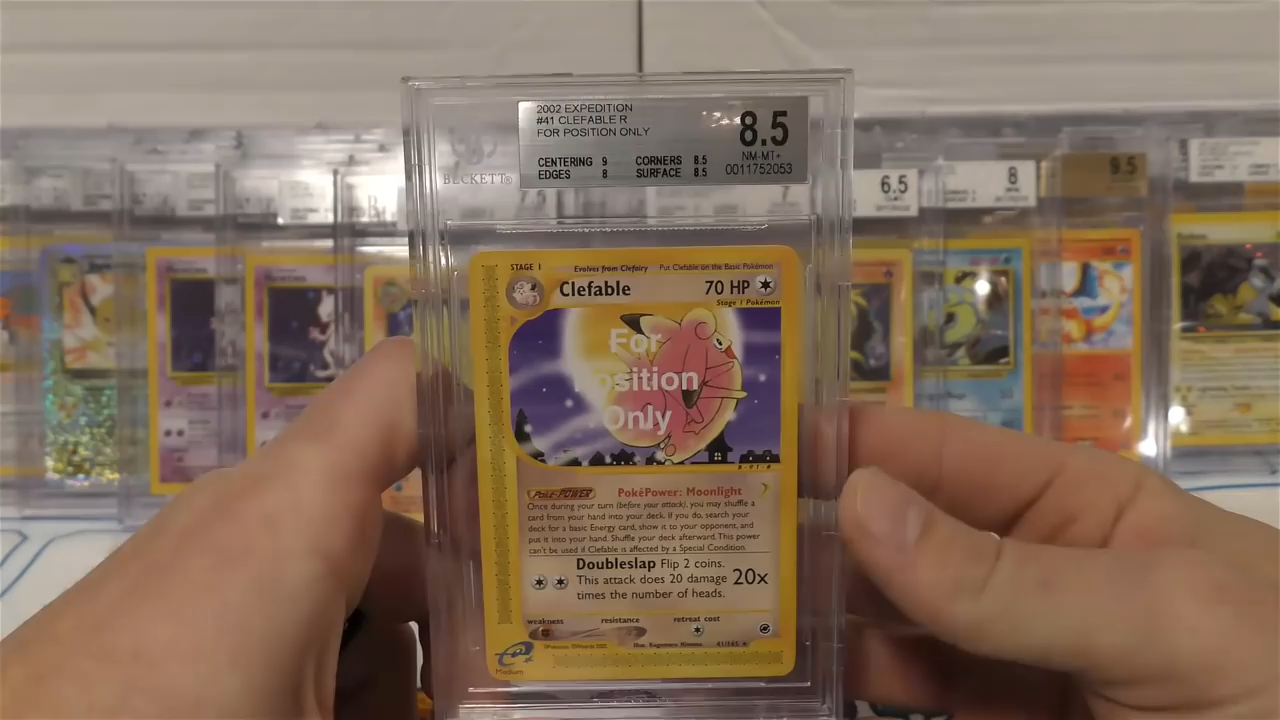 2002 EXPEDITION
#41 CLEFABLE R
FOR POSITION ONLY
8.5
NM-MT+
CENTERING 9 CORNERS 8.5
EDGES 8 SURFACE 8.5
0011752053
BECKETT®
6.5
8
9.5
STAGE 1 Evolves from Clefairy Put Clefable on the Basic Pokémon
Clefable 70 HP
Stage 1 Pokémon
For
Position
Only
Poké-POWER PokéPower: Moonlight
Once during your turn (before your attack), you may shuffle a
card from your hand into your deck. If you do, search your
deck for a basic Energy card, show it to your opponent, and
put it into your hand. Shuffle your deck afterward. This power
can't be used if Clefable is affected by a Special Condition.
Doubleslap Flip 2 coins.
This attack does 20 damage 20x
times the number of heads.
weakness resistance retreat cost
Illus. Kagemaru Himeno 41/165 ★
Medium